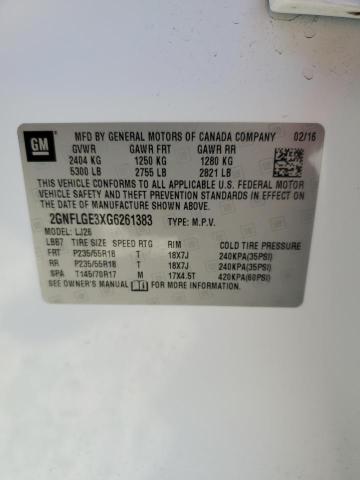 GM
MFD BY GENERAL MOTORS OF CANADA COMPANY 02/16
GVWR GAWR FRT GAWR RR
2404 KG 1250 KG 1280 KG
5300 LB 2755 LB 2821 LB
THIS VEHICLE CONFORMS TO ALL APPLICABLE U.S. FEDERAL MOTOR
VEHICLE SAFETY AND THEFT PREVENTION STANDARDS IN EFFECT ON
THE DATE OF MANUFACTURE SHOWN ABOVE.
2GNFLGE3XG6261383 TYPE: M.P.V.
MODEL: LJ26
LBB7 TIRE SIZE SPEED RTG RIM COLD TIRE PRESSURE
FRT P235/55R18 T 18X7J 240KPA(35PSI)
RR P235/55R18 T 18X7J 240KPA(35PSI)
SPA T145/70R17 M 17X4.5T 420KPA(60PSI)
SEE OWNER'S MANUAL FOR MORE INFORMATION.